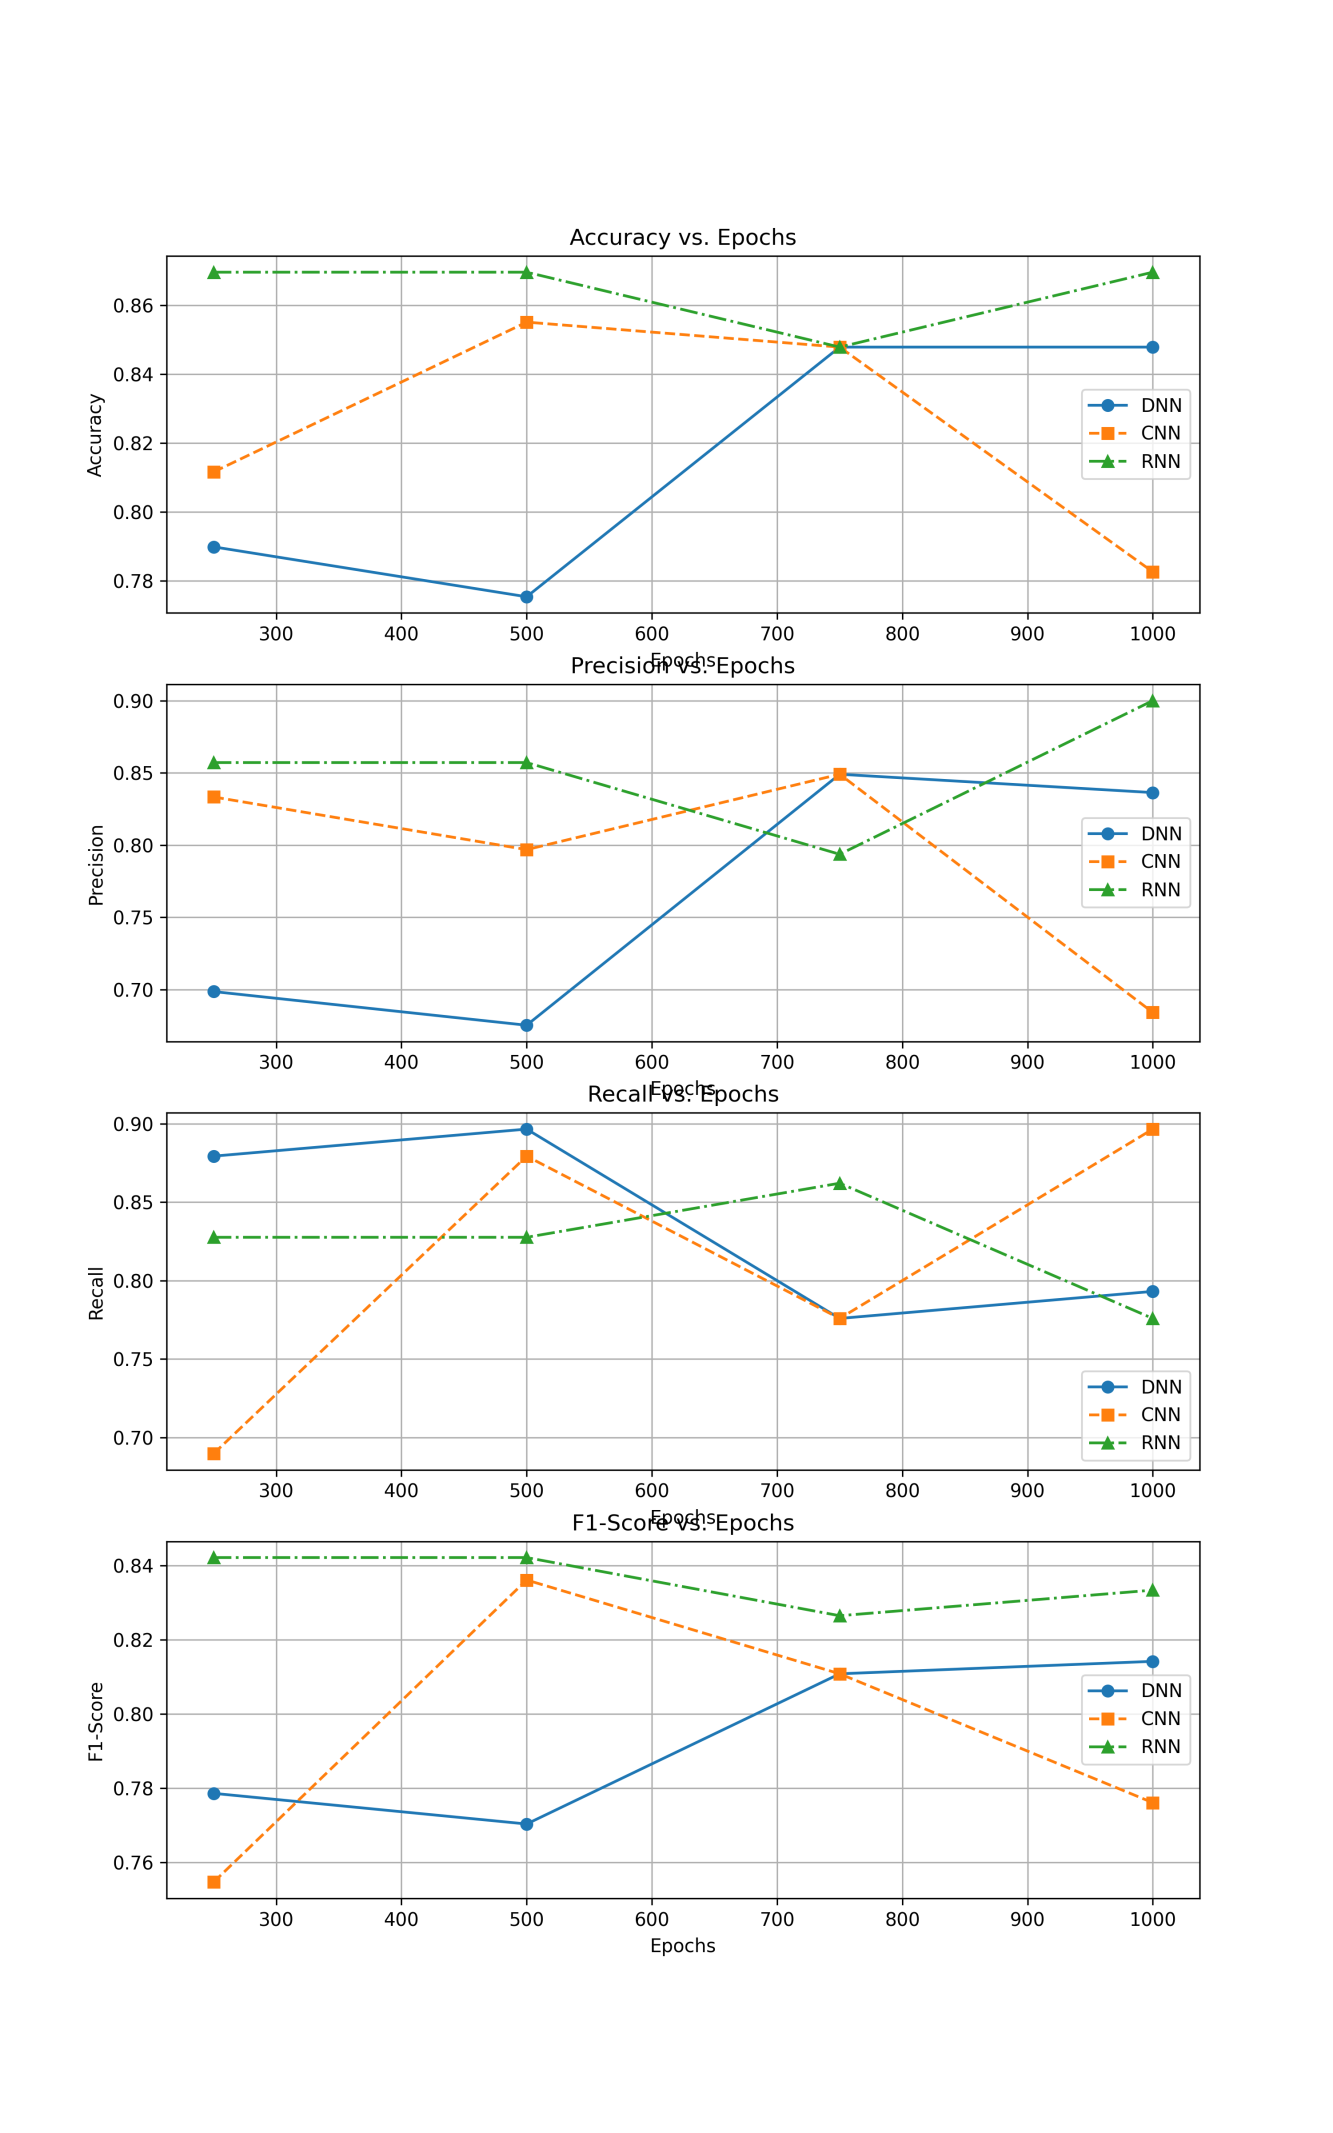 Accuracy vs. Epochs
0.86
0.84
0.82
0.80
0.78
Accuracy
DNN
CNN
RNN
300 400 500 600 700 800 900 1000
Epochs
Precision vs. Epochs
0.90
0.85
0.80
0.75
0.70
Precision
DNN
CNN
RNN
300 400 500 600 700 800 900 1000
Epochs
Recall vs. Epochs
0.90
0.85
0.80
0.75
0.70
Recall
DNN
CNN
RNN
300 400 500 600 700 800 900 1000
Epochs
F1-Score vs. Epochs
0.84
0.82
0.80
0.78
0.76
F1-Score
DNN
CNN
RNN
300 400 500 600 700 800 900 1000
Epochs